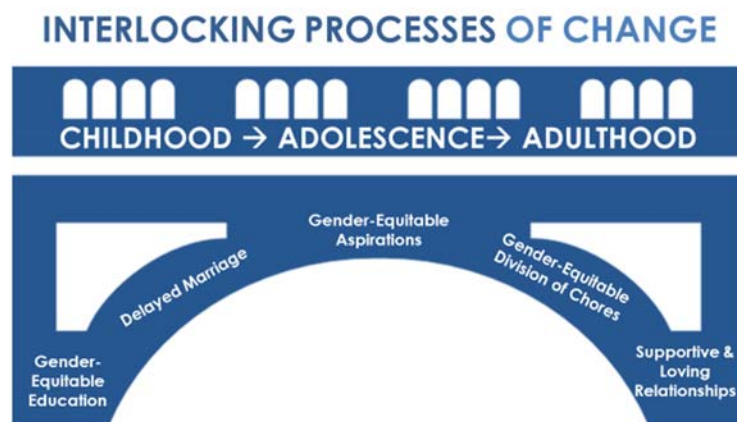 INTERLOCKING PROCESSES OF CHANGE
CHILDHOOD → ADOLESCENCE→ ADULTHOOD
Gender-Equitable
Aspirations
Delayed Marriage
Gender-Equitable
Division of Chores
Gender-
Equitable
Education
Supportive &
Loving
Relationships